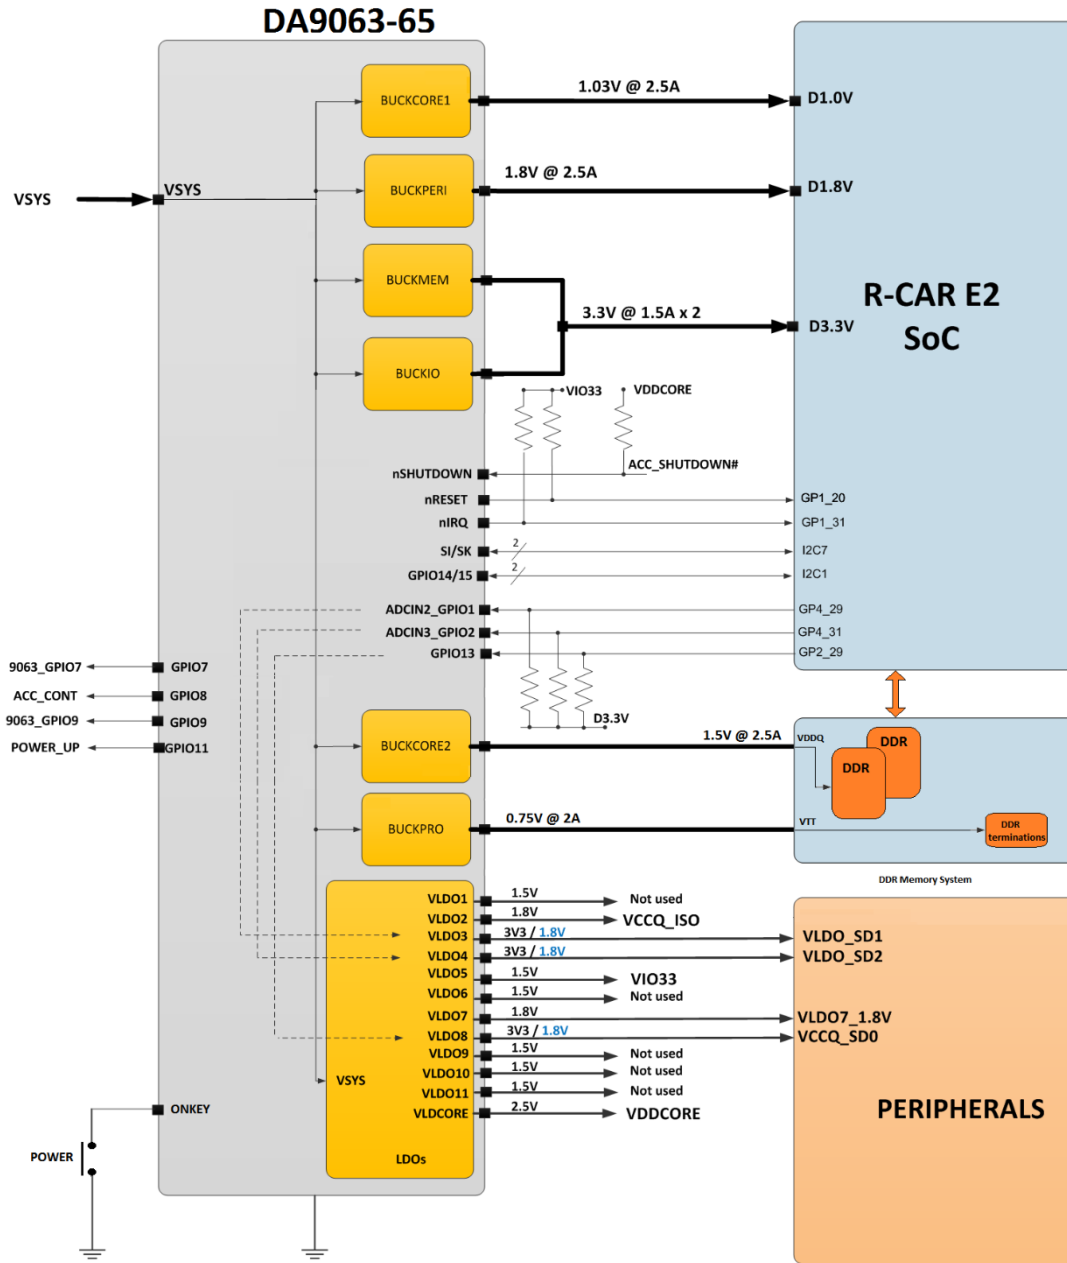 DA9063-65
BUCKCORE1
1.03V @ 2.5A
D1.0V
BUCKPERI
1.8V @ 2.5A
D1.8V
VSYS
VSYS
BUCKMEM
R-CAR E2
SoC
3.3V @ 1.5A x 2
D3.3V
BUCKIO
VIO33
VDDCORE
nSHUTDOWN
ACC_SHUTDOWN#
nRESET
GP1_20
nIRQ
GP1_31
SI/SK
2
I2C7
GPIO14/15
2
I2C1
ADCIN2_GPIO1
GP4_29
ADCIN3_GPIO2
GP4_31
GPIO13
GP2_29
9063_GPIO7
GPIO7
ACC_CONT
GPIO8
9063_GPIO9
GPIO9
POWER_UP
GPIO11
D3.3V
BUCKCORE2
1.5V @ 2.5A
VDDQ
DDR
DDR
BUCKPRO
0.75V @ 2A
VTT
DDR
terminations
DDR Memory System
VLDO1
1.5V
Not used
VLDO2
1.8V
VCCQ_ISO
VLDO3
3V3 / 1.8V
VLDO_SD1
VLDO4
3V3 / 1.8V
VLDO_SD2
VLDO5
1.5V
VIO33
VLDO6
1.5V
Not used
VLDO7
1.8V
VLDO7_1.8V
VLDO8
3V3 / 1.8V
VCCQ_SD0
VLDO9
1.5V
Not used
VLDO10
1.5V
Not used
VLDO11
1.5V
Not used
VLDCORE
2.5V
VDDCORE
VSYS
LDOs
PERIPHERALS
ONKEY
POWER